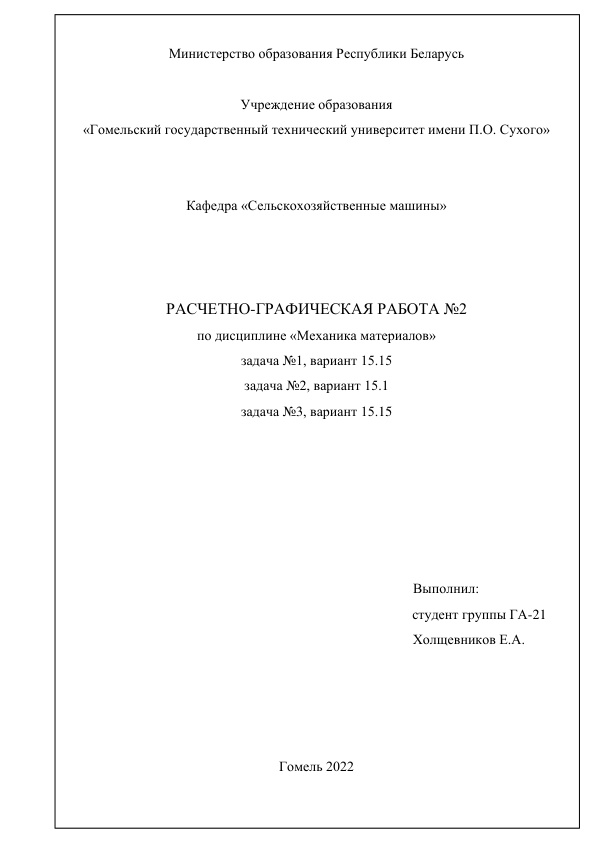 Министерство образования Республики Беларусь
Учреждение образования
«Гомельский государственный технический университет имени П.О. Сухого»
Кафедра «Сельскохозяйственные машины»
РАСЧЕТНО-ГРАФИЧЕСКАЯ РАБОТА №2
по дисциплине «Механика материалов»
задача №1, вариант 15.15
задача №2, вариант 15.1
задача №3, вариант 15.15
Выполнил:
студент группы ГА-21
Холщевников Е.А.
Гомель 2022